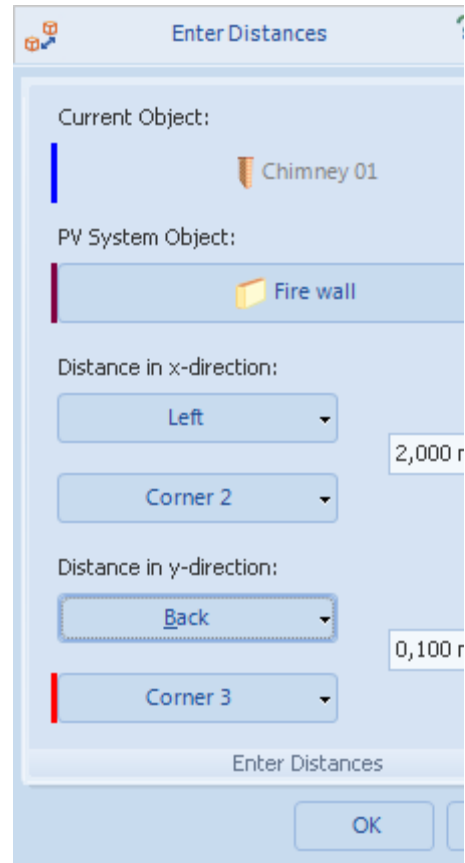 Enter Distances ?
Current Object:
Chimney 01
PV System Object:
Fire wall
Distance in x-direction:
Left
2,000
Corner 2
Distance in y-direction:
Back
0,100
Corner 3
Enter Distances
OK